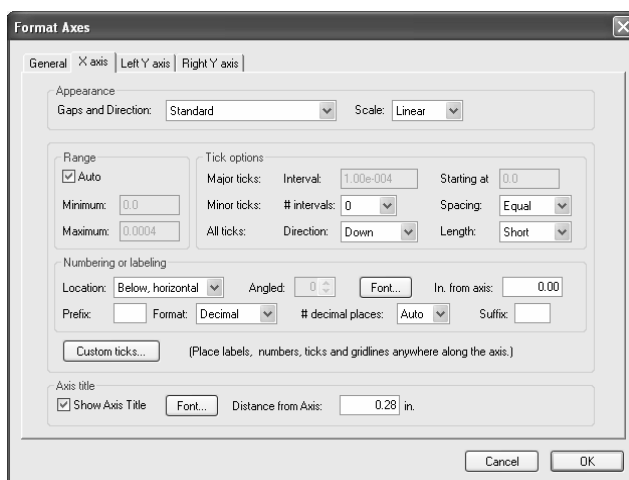 Format Axes
General X axis Left Y axis Right Y axis
Appearance
Gaps and Direction: Standard Scale: Linear
Range Tick options
Auto Major ticks: Interval: 1.00e-004 Starting at 0.0
Minimum: 0.0 Minor ticks: # intervals: 0 Spacing: Equal
Maximum: 0.0004 All ticks: Direction: Down Length: Short
Numbering or labeling
Location: Below, horizontal Angled: 0 Font... In. from axis: 0.00
Prefix: Format: Decimal # decimal places: Auto Suffix:
Custom ticks... (Place labels, numbers, ticks and gridlines anywhere along the axis.)
Axis title
Show Axis Title Font... Distance from Axis: 0.28 in.
Cancel OK